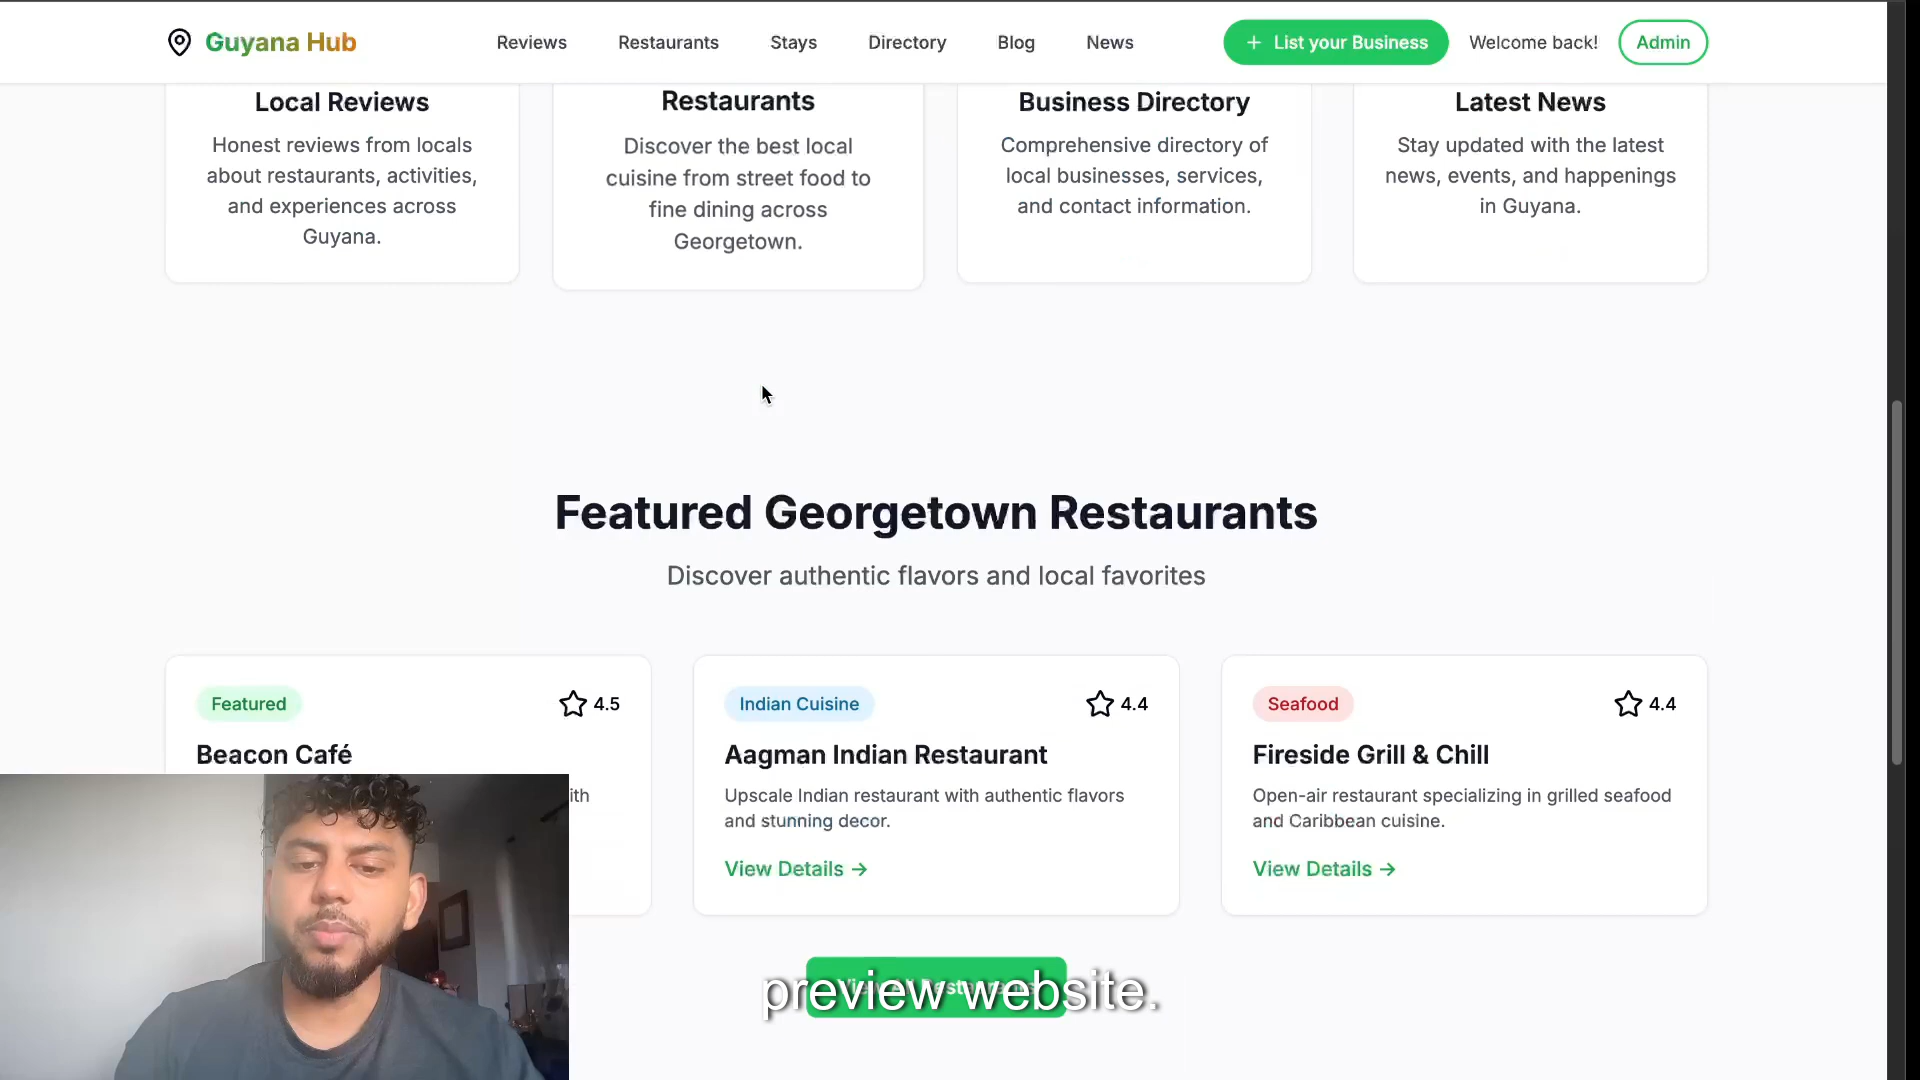 Guyana Hub
Reviews
Restaurants
Stays
Directory
Blog
News
+ List your Business
Welcome back!
Admin
Local Reviews
Honest reviews from locals
about restaurants, activities,
and experiences across
Guyana.
Restaurants
Discover the best local
cuisine from street food to
fine dining across
Georgetown.
Business Directory
Comprehensive directory of
local businesses, services,
and contact information.
Latest News
Stay updated with the latest
news, events, and happenings
in Guyana.
Featured Georgetown Restaurants
Discover authentic flavors and local favorites
Featured
4.5
Beacon Café
Indian Cuisine
4.4
Aagman Indian Restaurant
Upscale Indian restaurant with authentic flavors
and stunning decor.
View Details →
Seafood
4.4
Fireside Grill & Chill
Open-air restaurant specializing in grilled seafood
and Caribbean cuisine.
View Details →
preview website.